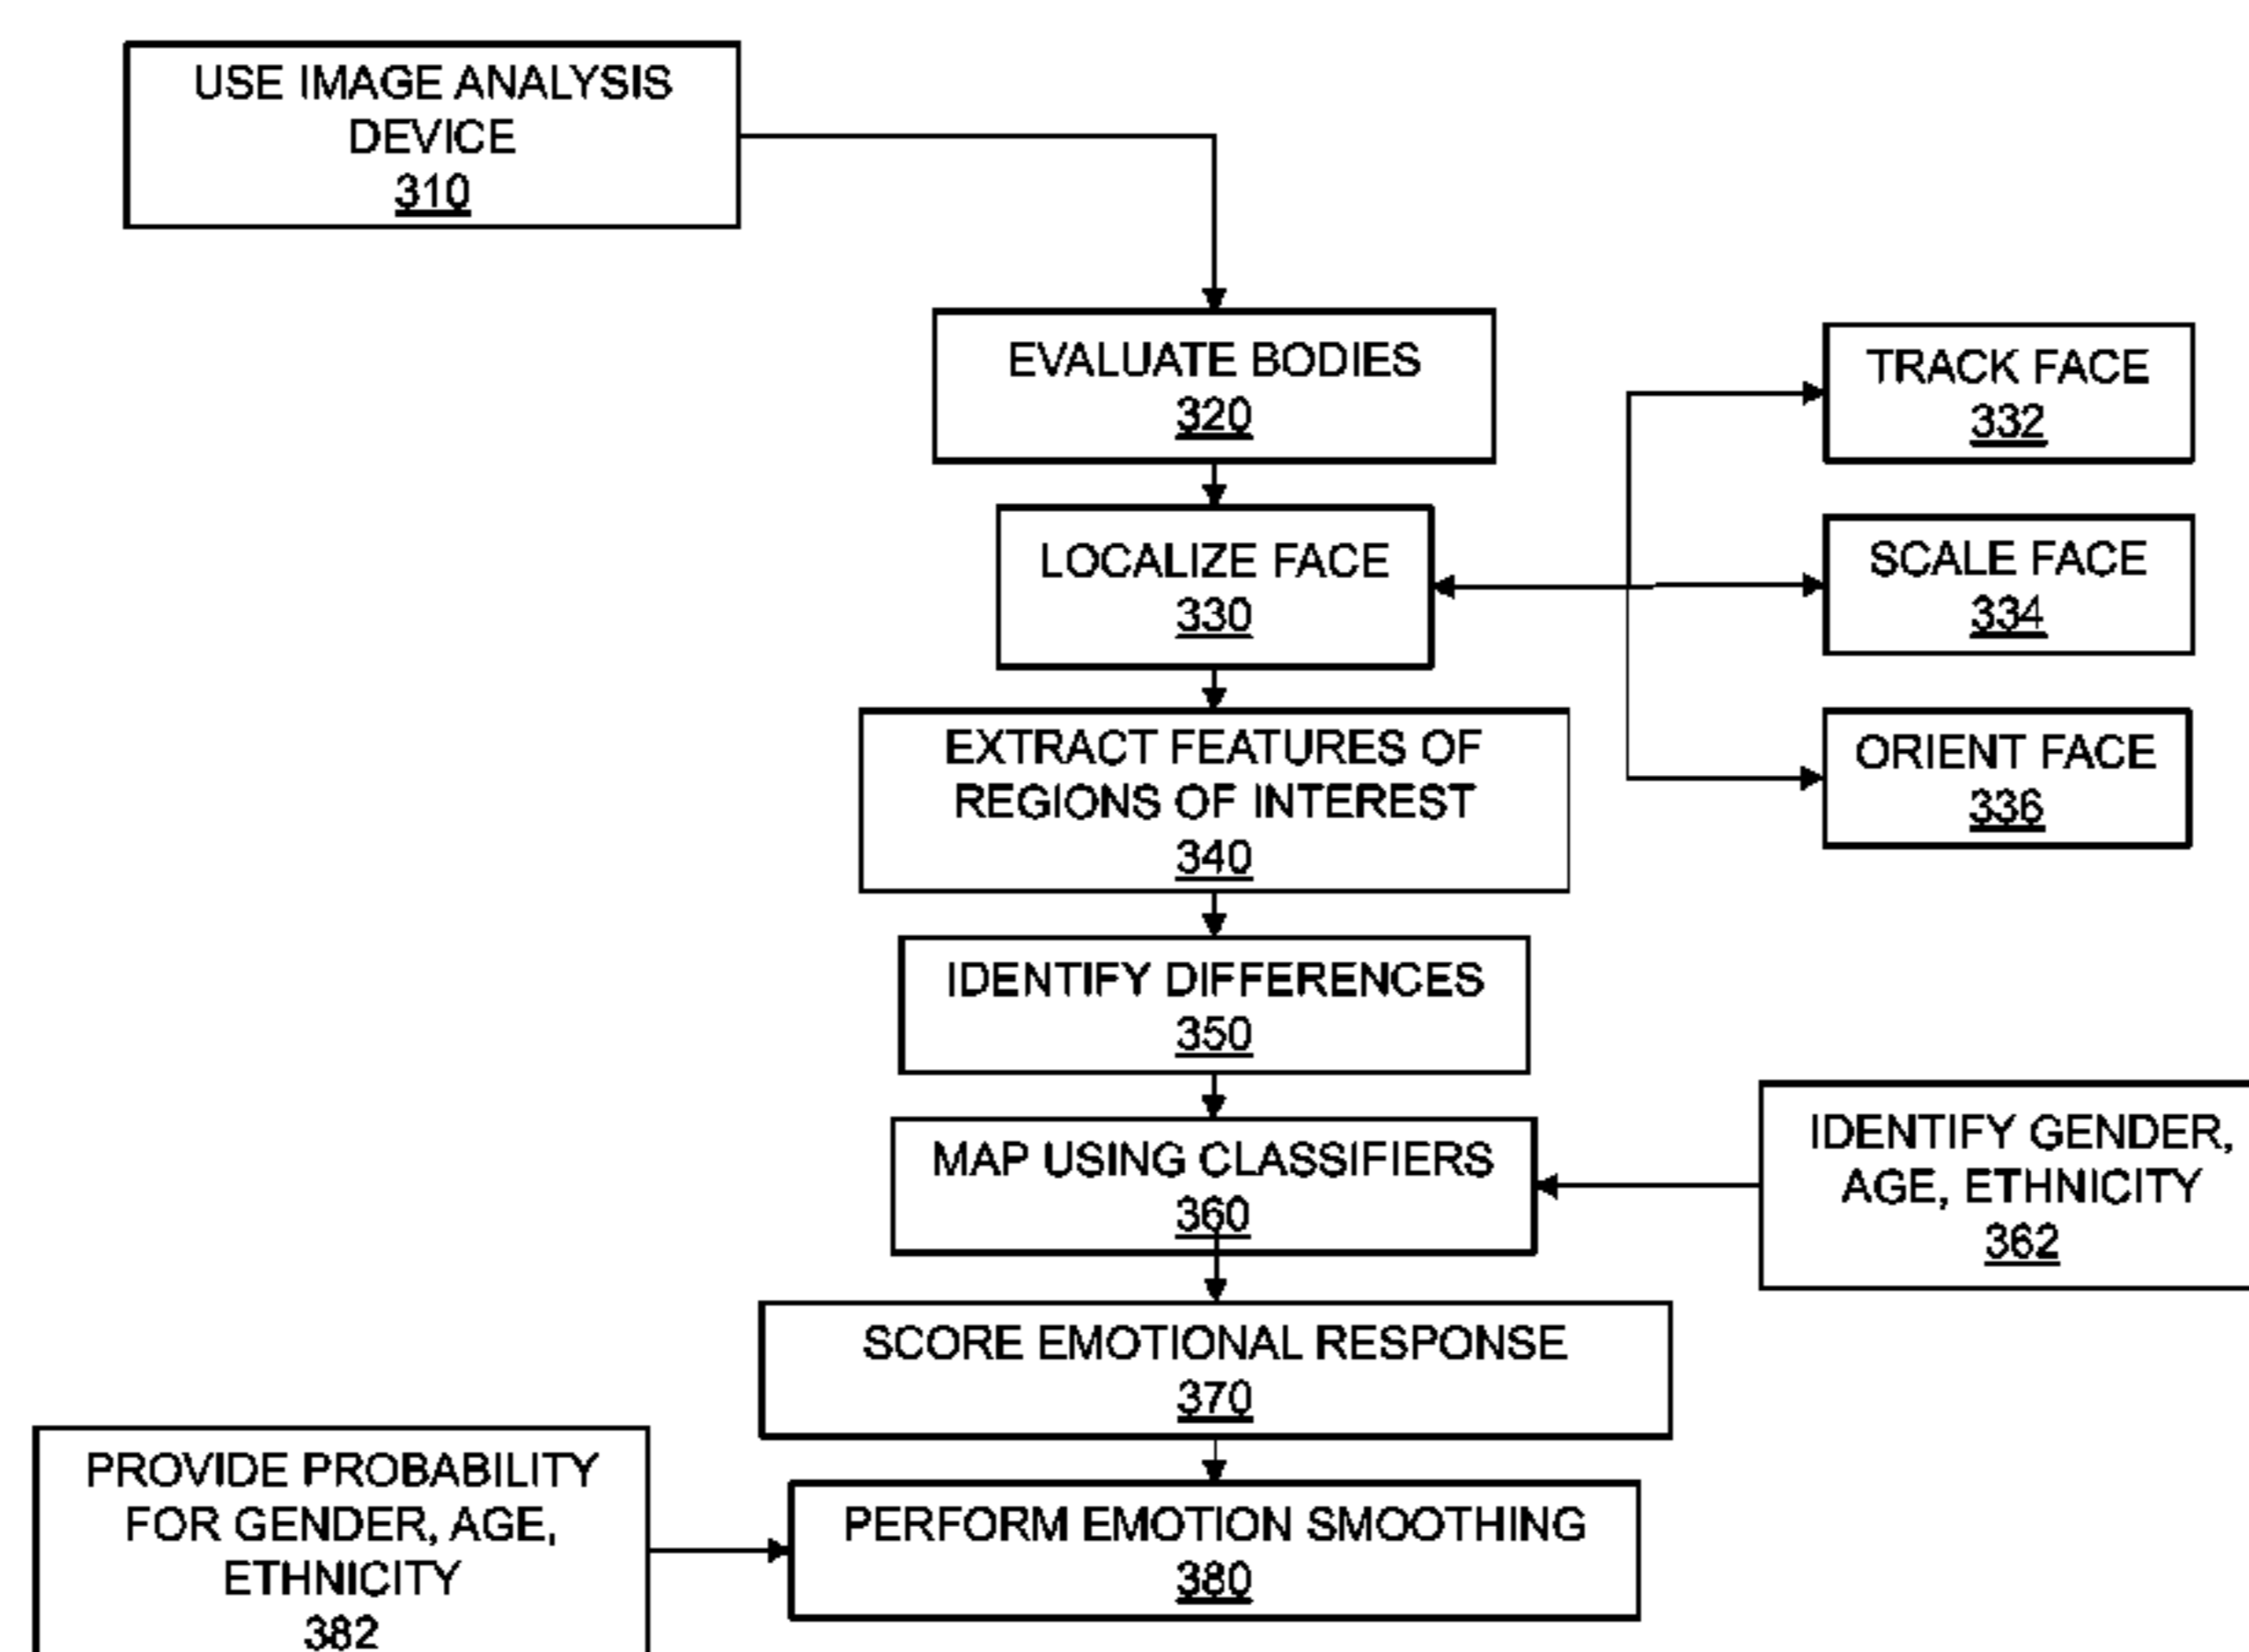 USE IMAGE ANALYSIS
DEVICE
310
EVALUATE BODIES
320
TRACK FACE
332
LOCALIZE FACE
330
SCALE FACE
334
EXTRACT FEATURES OF
REGIONS OF INTEREST
340
ORIENT FACE
336
IDENTIFY DIFFERENCES
350
MAP USING CLASSIFIERS
360
IDENTIFY GENDER,
AGE, ETHNICITY
362
SCORE EMOTIONAL RESPONSE
370
PROVIDE PROBABILITY
FOR GENDER, AGE,
ETHNICITY
382
PERFORM EMOTION SMOOTHING
380